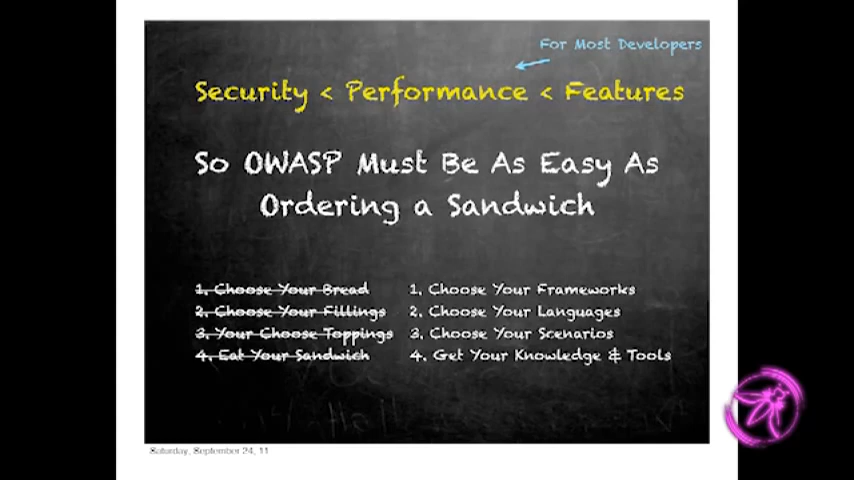 For Most Developers
Security < Performance < Features
So OWASP Must Be As Easy As
Ordering a Sandwich
1. Choose Your Bread
2. Choose Your Fillings
3. Your Choose Toppings
4. Eat Your Sandwich
1. Choose Your Frameworks
2. Choose Your Languages
3. Choose Your Scenarios
4. Get Your Knowledge & Tools
Saturday, September 24, 11